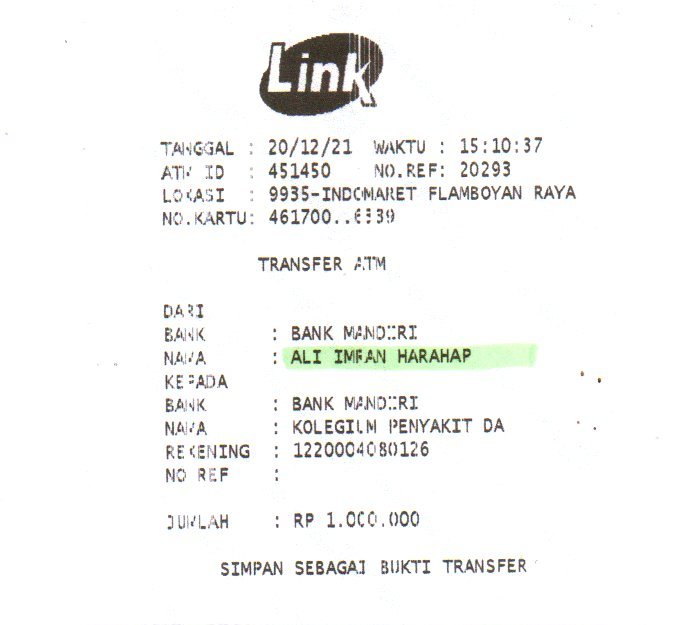 Link
TANGGAL : 20/12/21 WAKTU : 15:10:37
ATM ID : 451450 NO.REF: 20293
LOKASI : 9935-INDOMARET FLAMBOYAN RAYA
NO.KARTU: 461700..6339
TRANSFER ATM
DARI
BANK : BANK MANDIRI
NAMA : ALI IMRAN HARAHAP
KEPADA
BANK : BANK MANDIRI
NAMA : KOLEGIUM PENYAKIT DA
REKENING : 1220004080126
NO REF :
JUMLAH : RP 1.000.000
SIMPAN SEBAGAI BUKTI TRANSFER